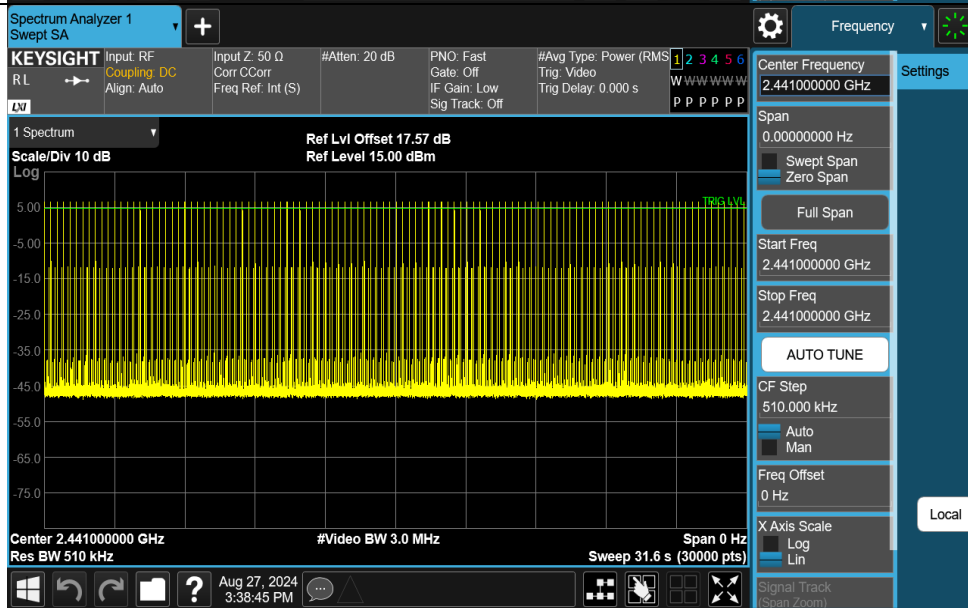 Spectrum Analyzer 1
Swept SA
+
Frequency
KEYSIGHT
RL
LXI
Input: RF
Coupling: DC
Align: Auto
Input Z: 50 Ω
Corr CCorr
Freq Ref: Int (S)
#Atten: 20 dB
PNO: Fast
Gate: Off
IF Gain: Low
Sig Track: Off
#Avg Type: Power (RMS
Trig: Video
Trig Delay: 0.000 s
1 2 3 4 5 6
W W W W W W
P P P P P P
Center Frequency
2.441000000 GHz
Settings
Span
0.00000000 Hz
Swept Span
Zero Span
Full Span
Start Freq
2.441000000 GHz
Stop Freq
2.441000000 GHz
AUTO TUNE
CF Step
510.000 kHz
Auto
Man
Freq Offset
0 Hz
X Axis Scale
Log
Lin
Signal Track
(Span Zoom)
Local
1 Spectrum
Scale/Div 10 dB
Log
Ref Lvl Offset 17.57 dB
Ref Level 15.00 dBm
TRIG LVL
5.00
-5.00
-15.0
-25.0
-35.0
-45.0
-55.0
-65.0
-75.0
Center 2.441000000 GHz
Res BW 510 kHz
#Video BW 3.0 MHz
Span 0 Hz
Sweep 31.6 s (30000 pts)
?
Aug 27, 2024
3:38:45 PM